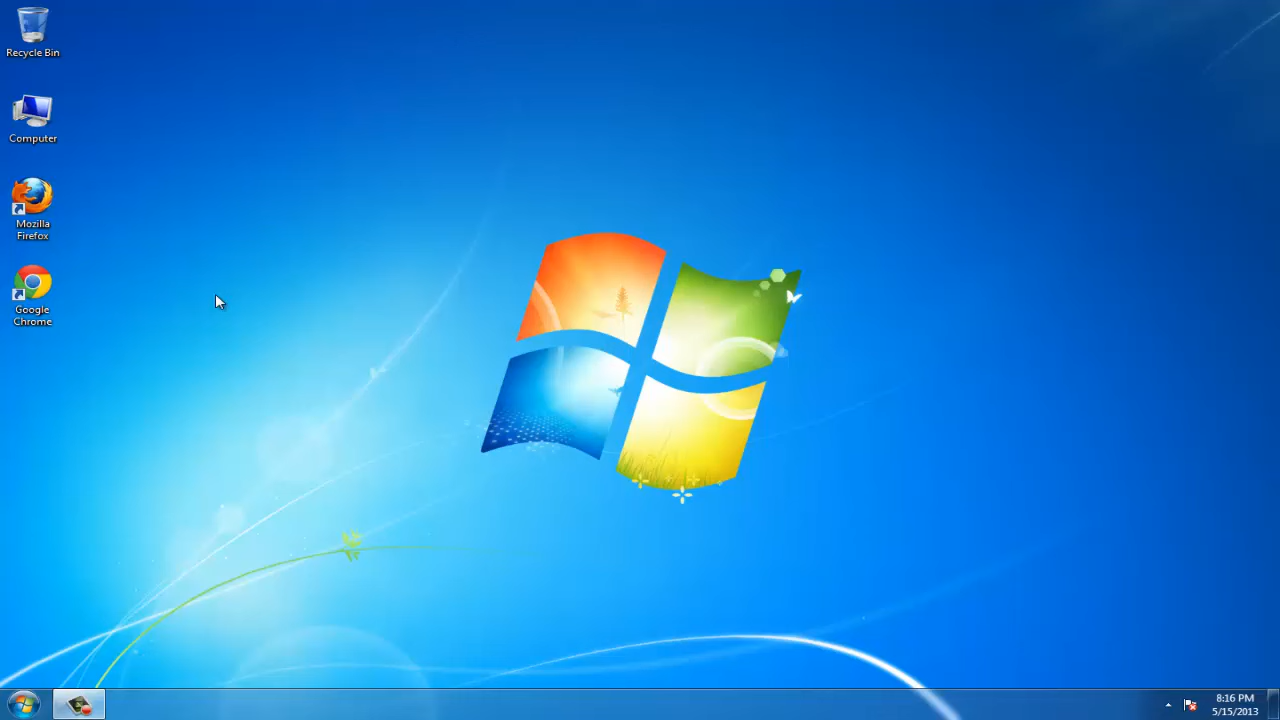 Recycle Bin
Computer
Mozilla
Firefox
Google
Chrome
8:16 PM
5/15/2013